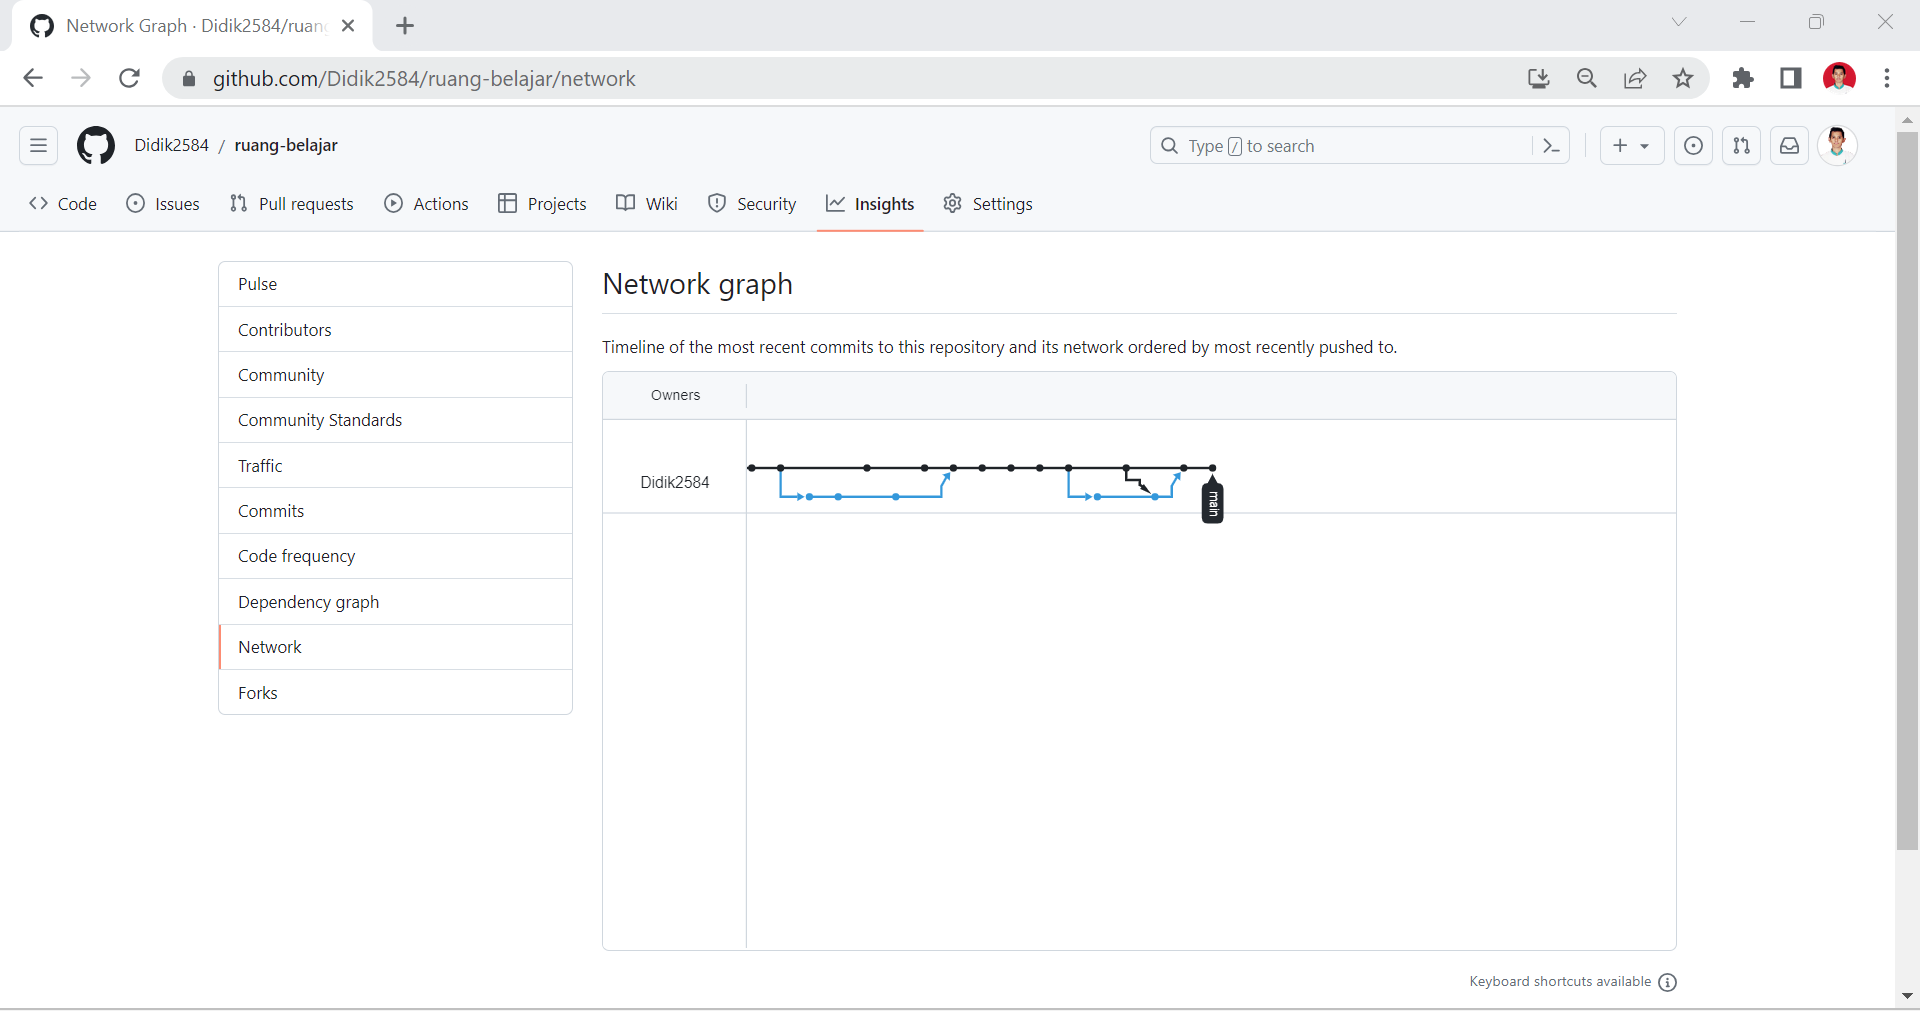 Network Graph · Didik2584/ruang
github.com/Didik2584/ruang-belajar/network
Didik2584 / ruang-belajar
Type / to search
Code Issues Pull requests Actions Projects Wiki Security Insights Settings
Pulse
Contributors
Community
Community Standards
Traffic
Commits
Code frequency
Dependency graph
Network
Forks
Network graph
Timeline of the most recent commits to this repository and its network ordered by most recently pushed to.
Owners
Didik2584
main
Keyboard shortcuts available